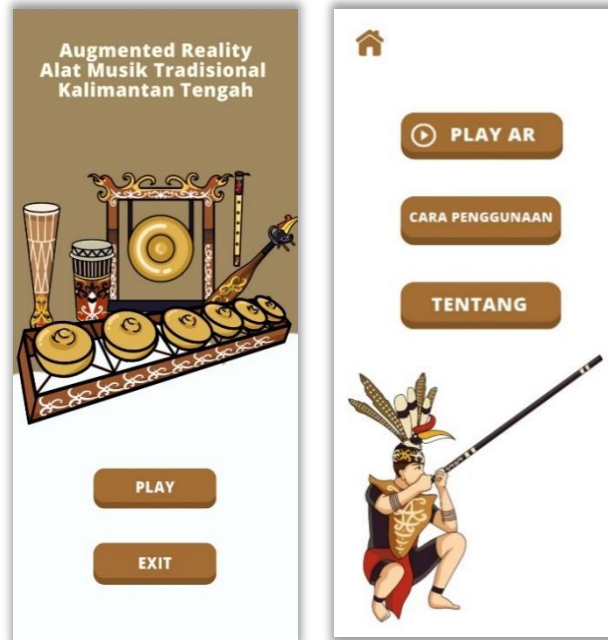 Augmented Reality
Alat Musik Tradisional
Kalimantan Tengah
PLAY
EXIT
PLAY AR
CARA PENGGUNAAN
TENTANG